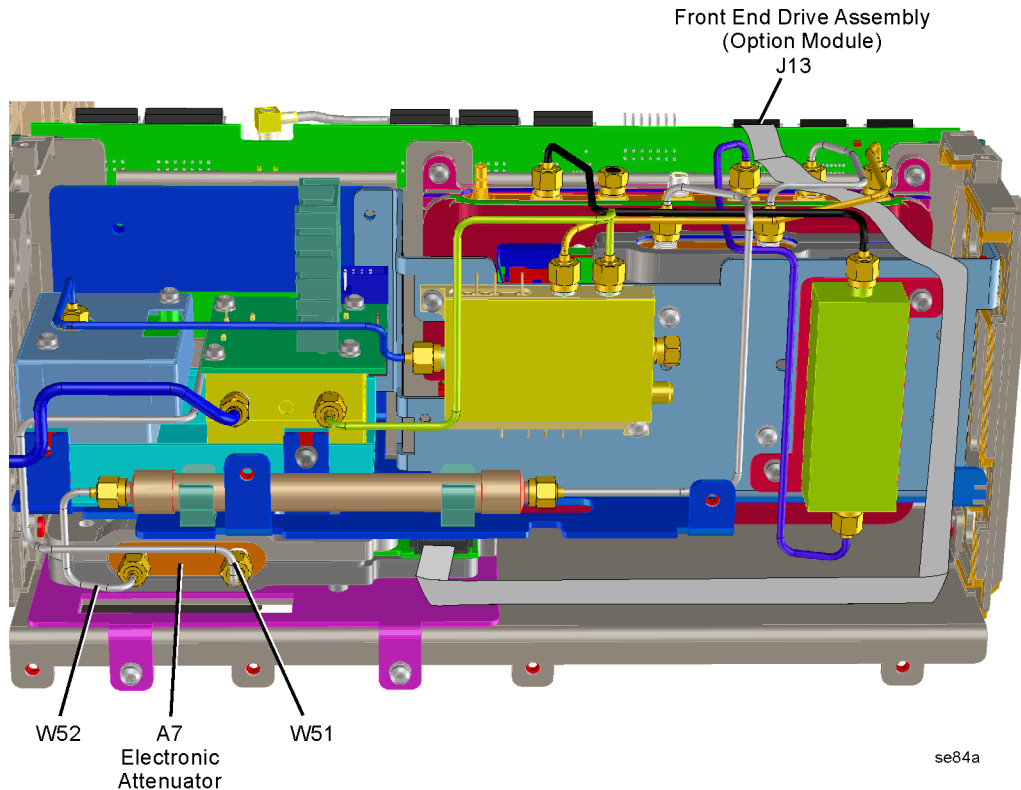 Front End Drive Assembly
(Option Module)
J13
W52
A7
Electronic
Attenuator
W51
se84a